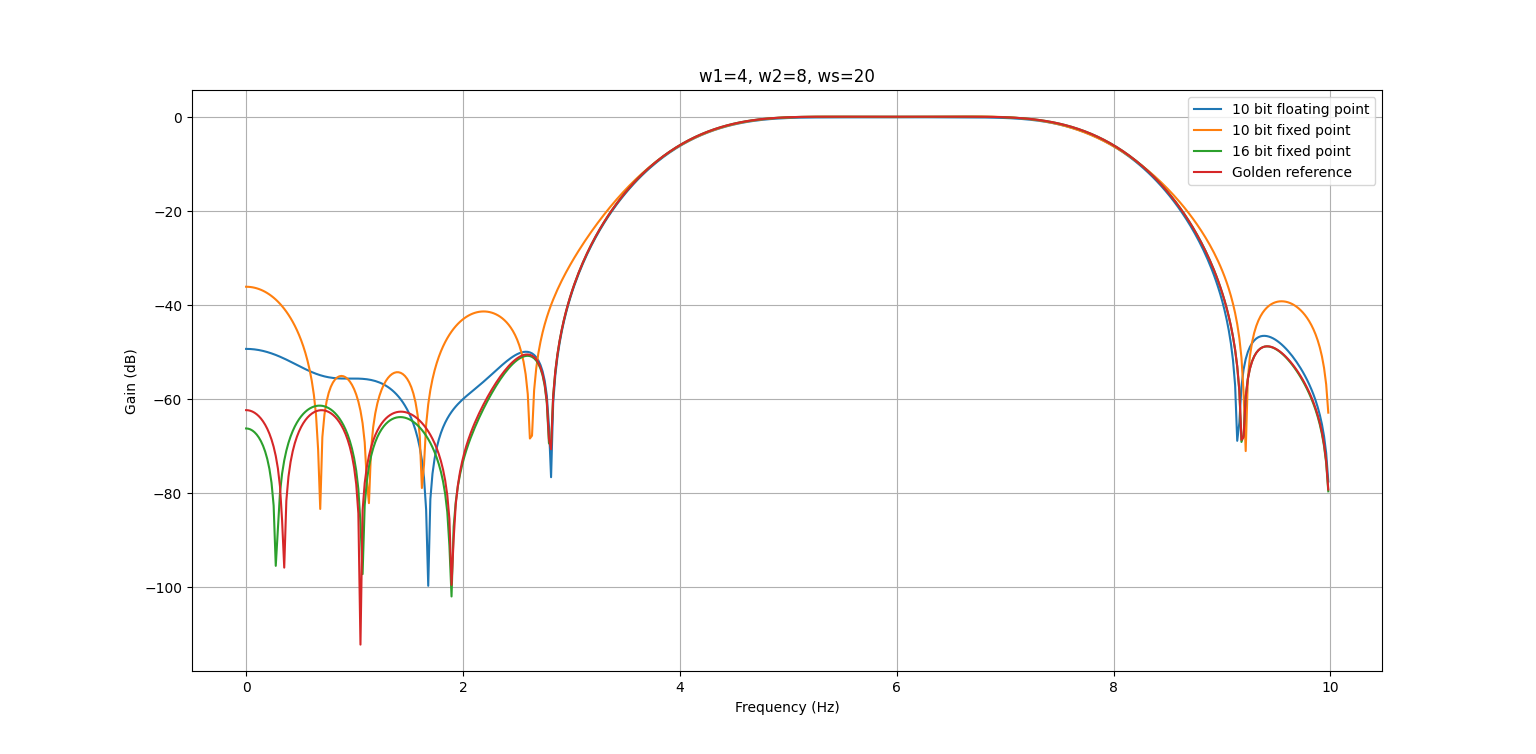 w1=4, w2=8, ws=20
10 bit floating point
10 bit fixed point
16 bit fixed point
Golden reference
Gain (dB)
0
−20
−40
−60
−80
−100
0 2 4 6 8 10
Frequency (Hz)